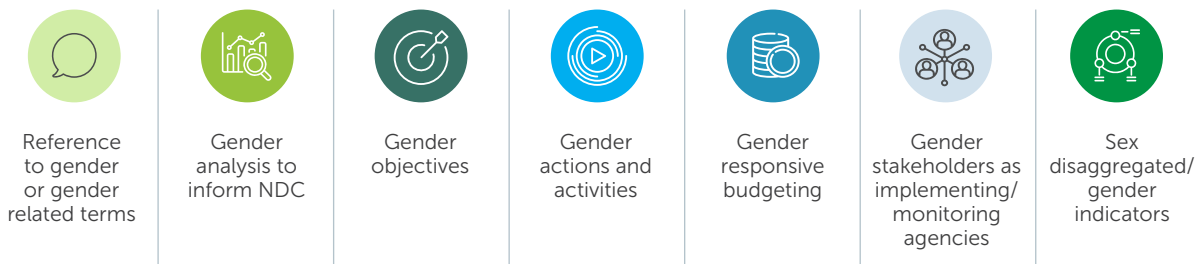 Reference
to gender
or gender
related terms
Gender
analysis to
inform NDC
Gender
objectives
Gender
actions and
activities
Gender
responsive
budgeting
Gender
stakeholders as
implementing/
monitoring
agencies
Sex
disaggregated/
gender
indicators